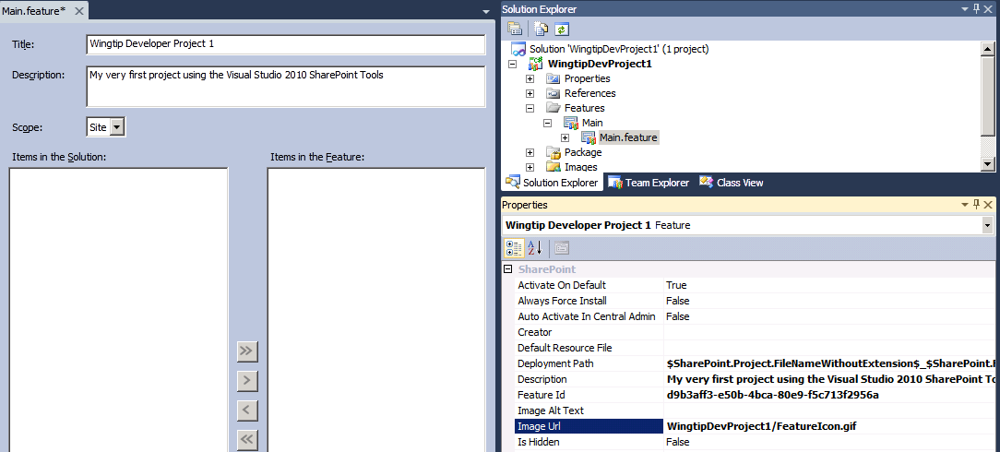 Main.feature*
Title:
Wingtip Developer Project 1
Description:
My very first project using the Visual Studio 2010 SharePoint Tools
Scope:
Site
Items in the Solution:
Items in the Feature:
>>
>
<
<<
Solution Explorer
Solution 'WingtipDevProject1' (1 project)
WingtipDevProject1
Properties
References
Features
Main
Main.feature
Package
Images
Solution Explorer
Team Explorer
Class View
Properties
Wingtip Developer Project 1 Feature
SharePoint
Activate On Default True
Always Force Install False
Auto Activate In Central Admin False
Creator
Default Resource File
Deployment Path $SharePoint.Project.FileNameWithoutExtension$_$SharePoint.
Description My very first project using the Visual Studio 2010 SharePoint
Feature Id d9b3aff3-e50b-4bca-80e9-f5c713f2956a
Image Alt Text
Image Url WingtipDevProject1/FeatureIcon.gif
Is Hidden False